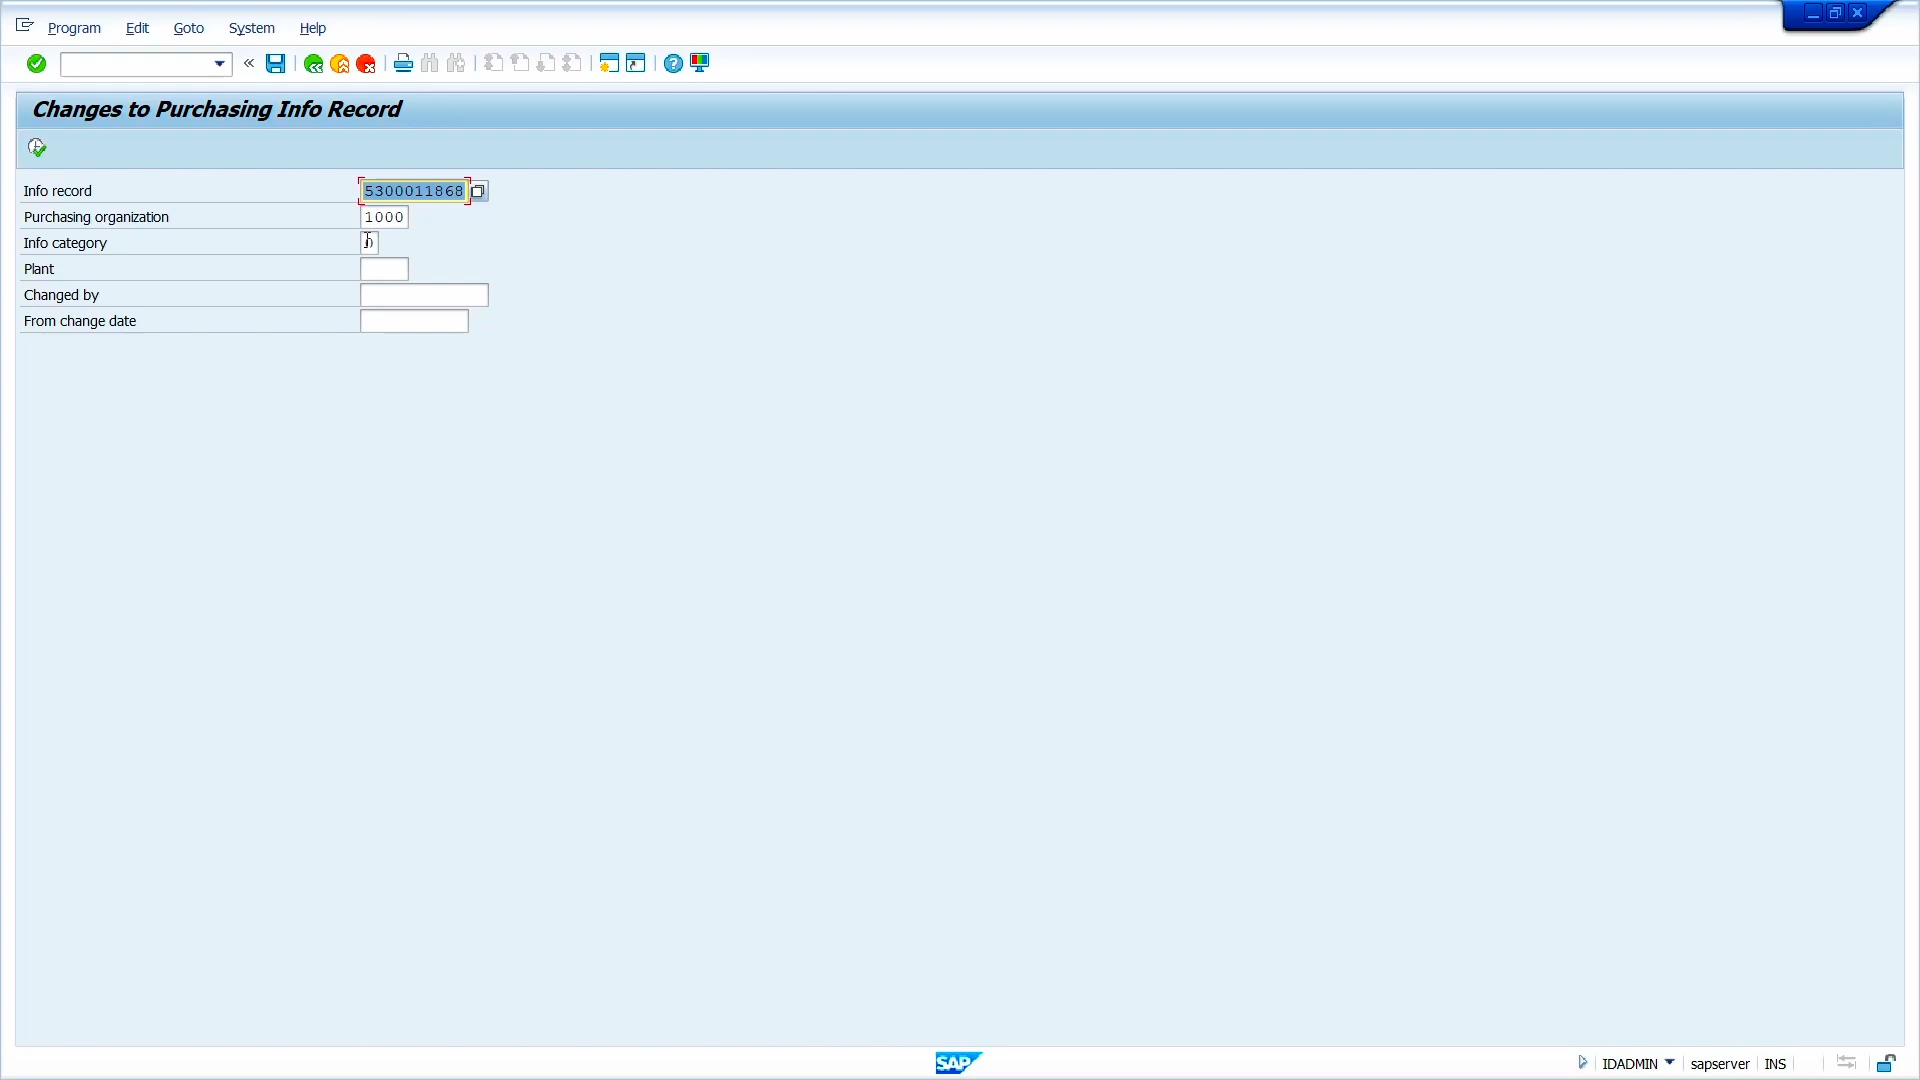 Program Edit Goto System Help
Changes to Purchasing Info Record
Info record 5300011868
Purchasing organization 1000
Info category 0
Plant
Changed by
From change date
SAP IDADMIN sapserver INS